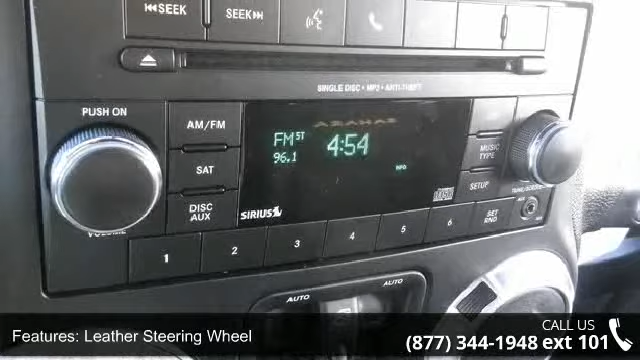 SEEK SEEK
SINGLE DISC • MP3 • ANTI-THEFT
PUSH ON
AM/FM
FM ST 4:54
96.1
INFO
SAT
DISC
AUX
SIRIUS
MUSIC
TYPE
SETUP
SET
RND
VOLUME
1 2 3 4 5 6
AUTO AUTO
Features: Leather Steering Wheel
CALL US
(877) 344-1948 ext 101